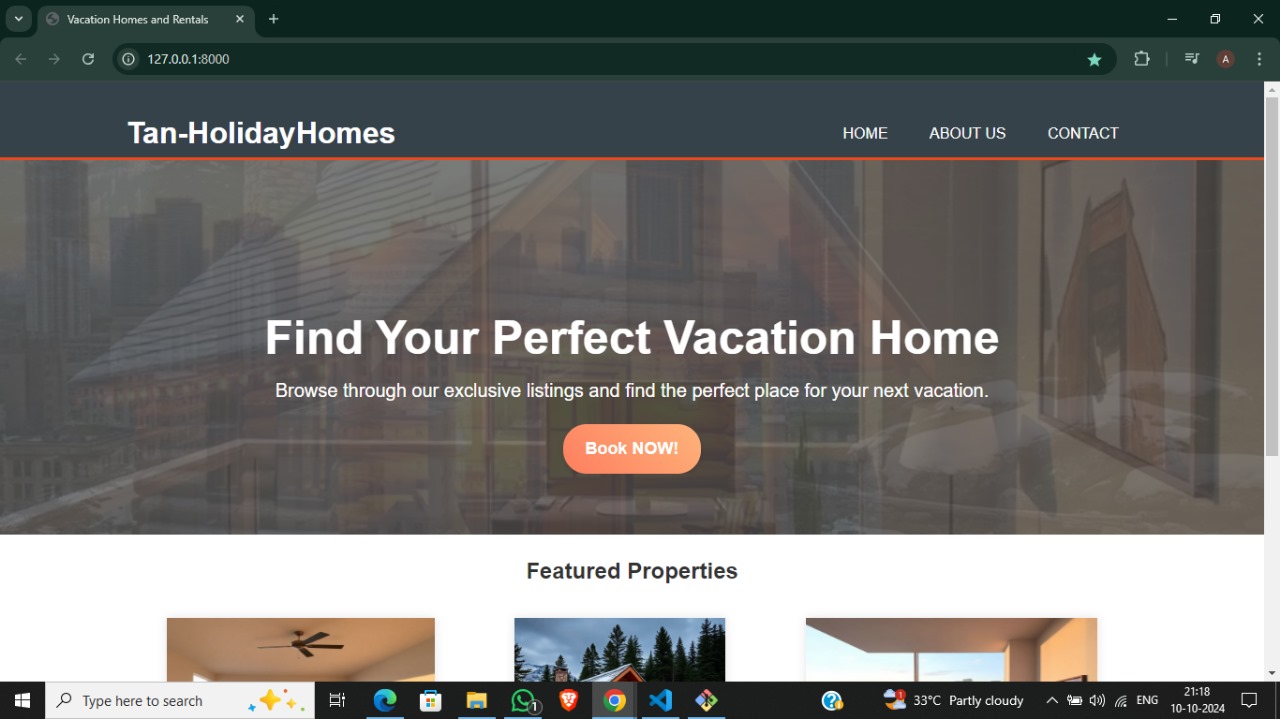 Vacation Homes and Rentals
127.0.0.1:8000
A
Tan-HolidayHomes
HOME ABOUT US CONTACT
Find Your Perfect Vacation Home
Browse through our exclusive listings and find the perfect place for your next vacation.
Book NOW!
Featured Properties
Type here to search
1
1
33°C Partly cloudy
ENG
21:18
10-10-2024